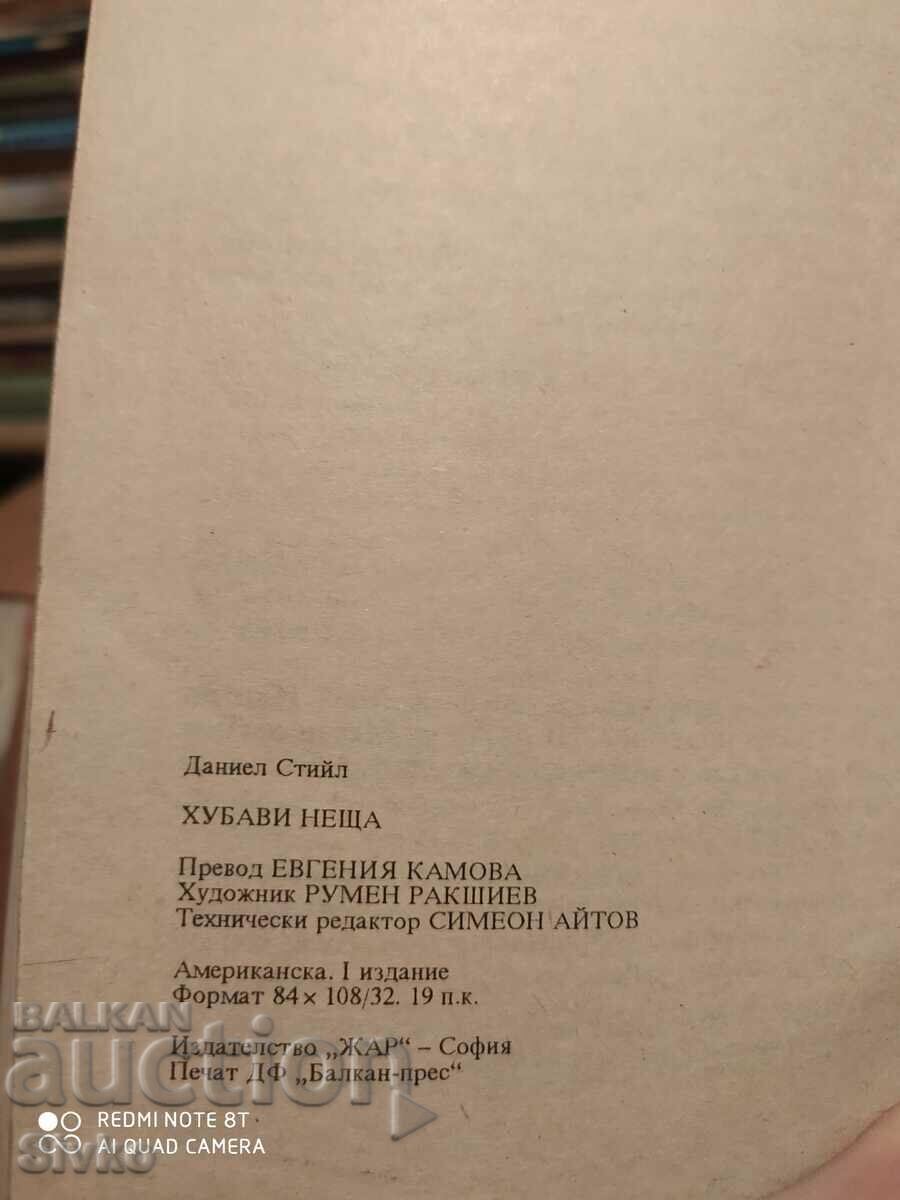 Даниел Стийл
ХУБАВИ НЕЩА
Превод ЕВГЕНИЯ КАМОВА
Художник РУМЕН РАКШИЕВ
Технически редактор СИМЕОН АЙТОВ
Американска. I издание
Формат 84 × 108/32. 19 п.к.
Издателство „ЖАР“ – София
Печат ДФ „Балкан-прес“
BALKAN
auction
REDMI NOTE 8T
AI QUAD CAMERA
Sivko